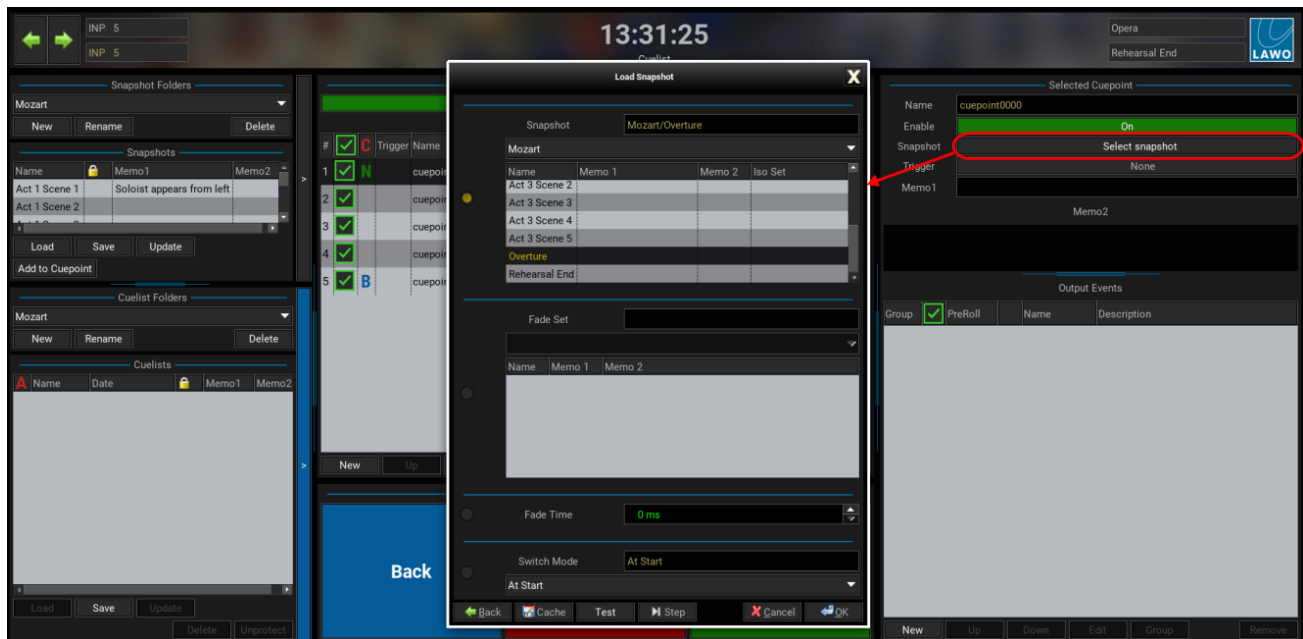 INP 5
INP 5
13:31:25
Cuelist
Opera
Rehearsal End
LAWO
Snapshot Folders
Mozart
New Rename Delete
Snapshots
Name Memo1 Memo2
Act 1 Scene 1 Soloist appears from left
Act 1 Scene 2
Load Save Update
Add to Cuepoint
Cuelist Folders
Mozart
New Rename Delete
Cuelists
A Name Date Memo1 Memo2
Load Save Update
Delete Unprotect
>
>
# C Trigger Name
1 N
2
3
4
5 B
New Up
Back
Load Snapshot X
Snapshot Mozart/Overture
Mozart
Name Memo 1 Memo 2 Iso Set
Act 3 Scene 2
Act 3 Scene 3
Act 3 Scene 4
Act 3 Scene 5
Overture
Rehearsal End
Fade Set
Name Memo 1 Memo 2
Fade Time 0 ms
Switch Mode At Start
At Start
Back Cache Test Step Cancel OK
Selected Cuepoint
Name cuepoint0000
Enable On
Snapshot Select snapshot
Trigger None
Memo1
Memo2
Output Events
Group PreRoll Name Description
New Up Down Edit Group Remove